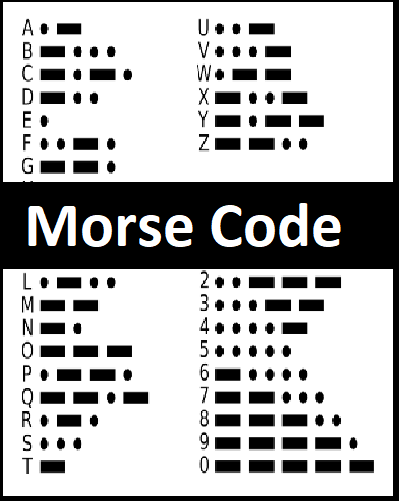 A • −
B − • • •
C − • − •
D − • •
E •
F • • − •
G − − •
U • • −
V • • • −
W • − −
X − • • −
Y − • − −
Z − − • •
Morse Code
L • − • •
M − −
N − •
O − − −
P • − − •
Q − − • −
R • − •
S • • •
T −
2 • • − − −
3 • • • − −
4 • • • • −
5 • • • • •
6 − • • • •
7 − − • • •
8 − − − • •
9 − − − − •
0 − − − − −